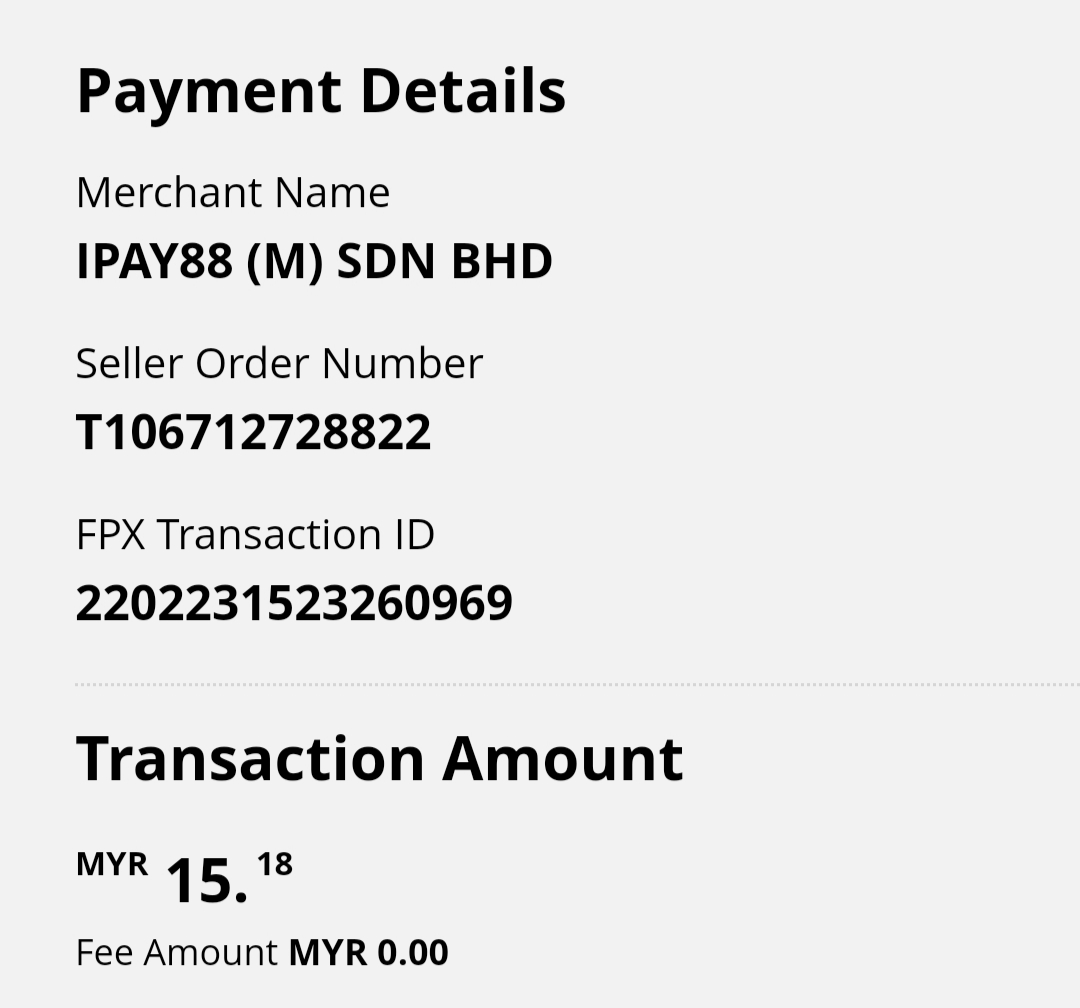 Payment Details
Merchant Name
IPAY88 (M) SDN BHD
Seller Order Number
T106712728822
FPX Transaction ID
2202231523260969
Transaction Amount
MYR 15.18
Fee Amount MYR 0.00